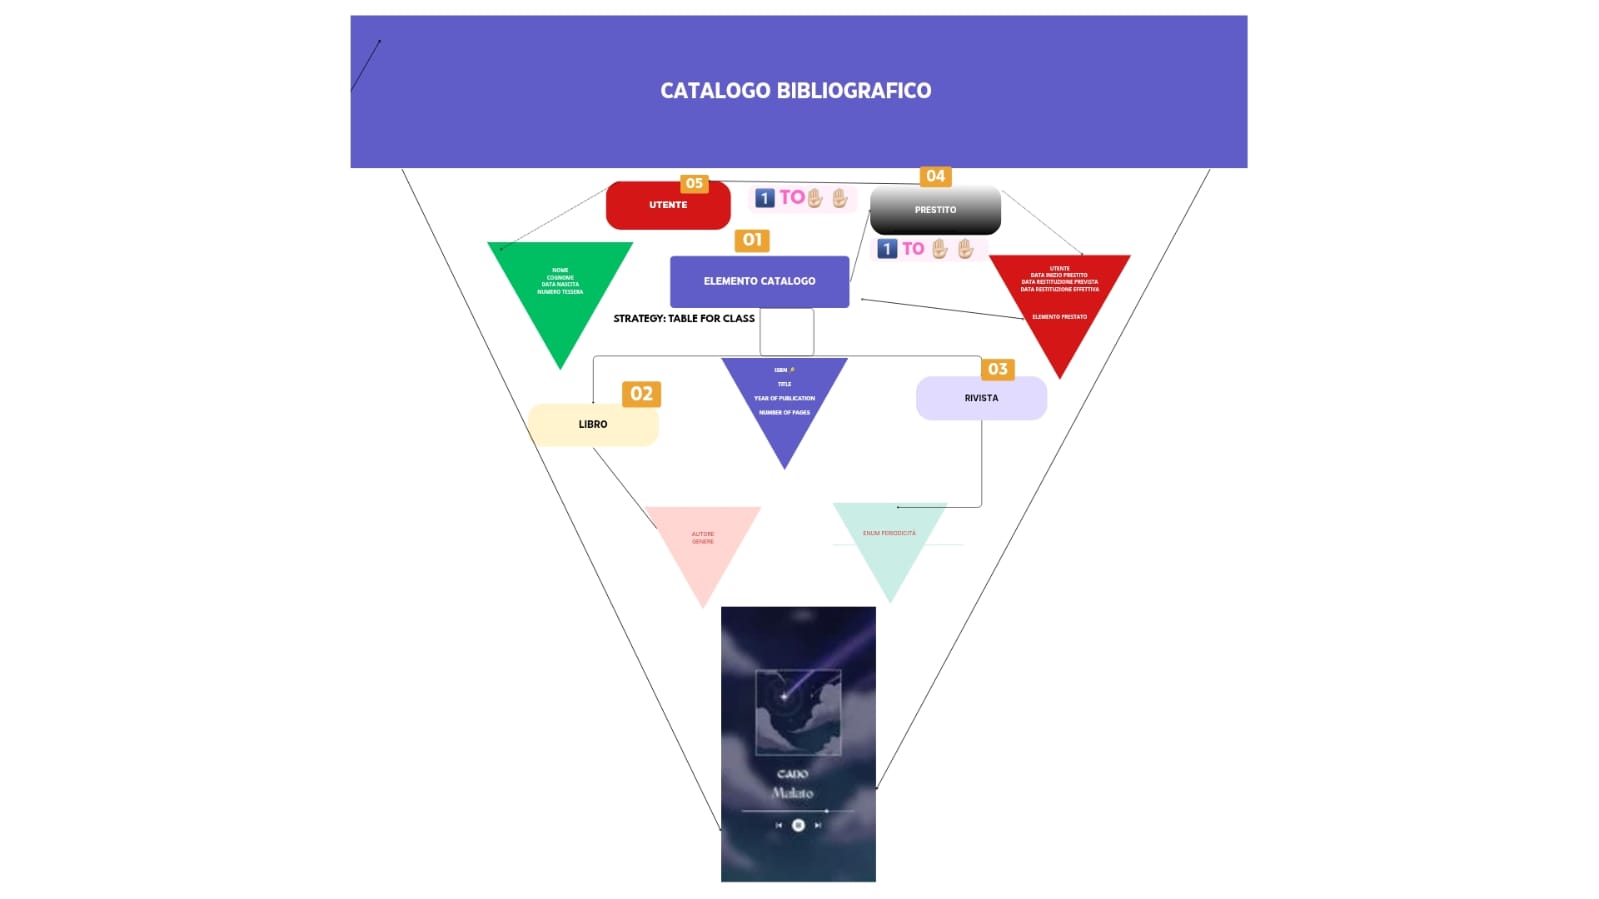 CATALOGO BIBLIOGRAFICO
05
UTENTE
1 TO
04
PRESTITO
1 TO
01
ELEMENTO CATALOGO
STRATEGY: TABLE FOR CLASS
NOME
COGNOME
DATA NASCITA
NUMERO TESSERA
UTENTE
DATA INIZIO PRESTITO
DATA RESTITUZIONE PREVISTA
DATA RESTITUZIONE EFFETTIVA
ELEMENTO PRESTATO
ISBN
TITLE
YEAR OF PUBLICATION
NUMBER OF PAGES
02
LIBRO
03
RIVISTA
AUTORE
GENERE
ENUM PERIODICITÀ
Malato